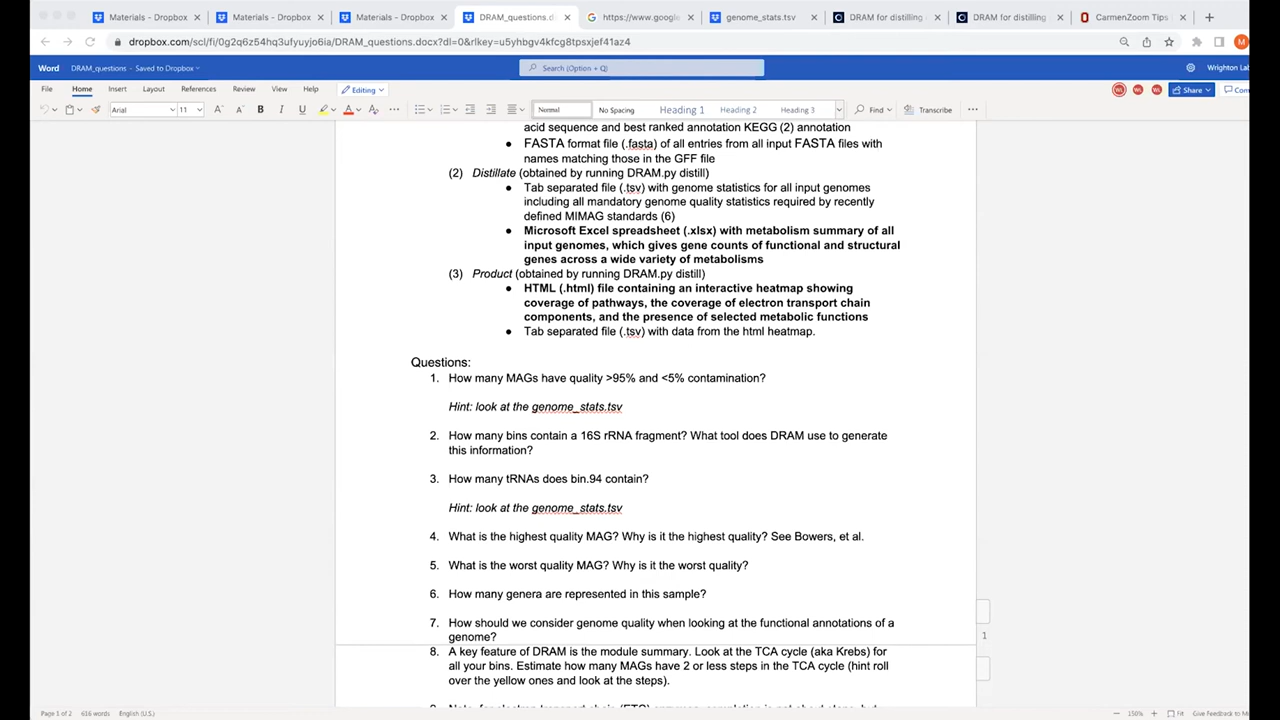 Materials - Dropbox
Materials - Dropbox
Materials - Dropbox
DRAM_questions.d
https://www.google
genome_stats.tsv
DRAM for distilling
DRAM for distilling
CarmenZoom Tips
dropbox.com/scl/fi/0g2q6z54hq3ufyuyjo6ia/DRAM_questions.docx?dl=0&rlkey=u5yhbgv4kfcg8tpsxjef41az4
M
Word DRAM_questions - Saved to Dropbox Search (Option + Q) Wrighton Lab
File Home Insert Layout References Review View Help Editing Share Com
Arial 11 A A B I U A A Normal No Spacing Heading 1 Heading 2 Heading 3 Find Transcribe
acid sequence and best ranked annotation KEGG (2) annotation
• FASTA format file (.fasta) of all entries from all input FASTA files with
names matching those in the GFF file
(2) Distillate (obtained by running DRAM.py distill)
• Tab separated file (.tsv) with genome statistics for all input genomes
including all mandatory genome quality statistics required by recently
defined MIMAG standards (6)
• Microsoft Excel spreadsheet (.xlsx) with metabolism summary of all
input genomes, which gives gene counts of functional and structural
genes across a wide variety of metabolisms
(3) Product (obtained by running DRAM.py distill)
• HTML (.html) file containing an interactive heatmap showing
coverage of pathways, the coverage of electron transport chain
components, and the presence of selected metabolic functions
• Tab separated file (.tsv) with data from the html heatmap.
Questions:
1. How many MAGs have quality >95% and <5% contamination?
Hint: look at the genome_stats.tsv
2. How many bins contain a 16S rRNA fragment? What tool does DRAM use to generate
this information?
3. How many tRNAs does bin.94 contain?
Hint: look at the genome_stats.tsv
4. What is the highest quality MAG? Why is it the highest quality? See Bowers, et al.
5. What is the worst quality MAG? Why is it the worst quality?
6. How many genera are represented in this sample?
7. How should we consider genome quality when looking at the functional annotations of a
genome?
8. A key feature of DRAM is the module summary. Look at the TCA cycle (aka Krebs) for
all your bins. Estimate how many MAGs have 2 or less steps in the TCA cycle (hint roll
over the yellow ones and look at the steps).
1
Page 1 of 2 616 words English (U.S.) 150% Fit Give Feedback to M